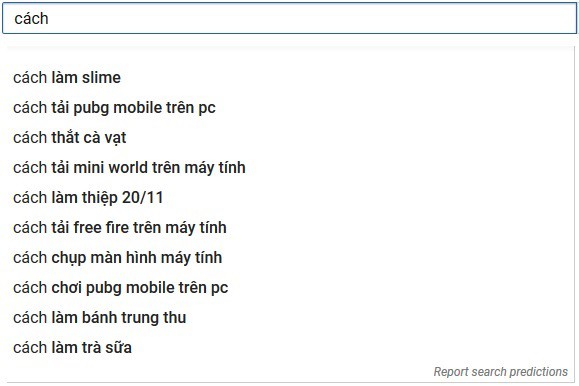 cách
cách làm slime
cách tải pubg mobile trên pc
cách thắt cà vạt
cách tải mini world trên máy tính
cách làm thiệp 20/11
cách tải free fire trên máy tính
cách chụp màn hình máy tính
cách chơi pubg mobile trên pc
cách làm bánh trung thu
cách làm trà sữa
Report search predictions